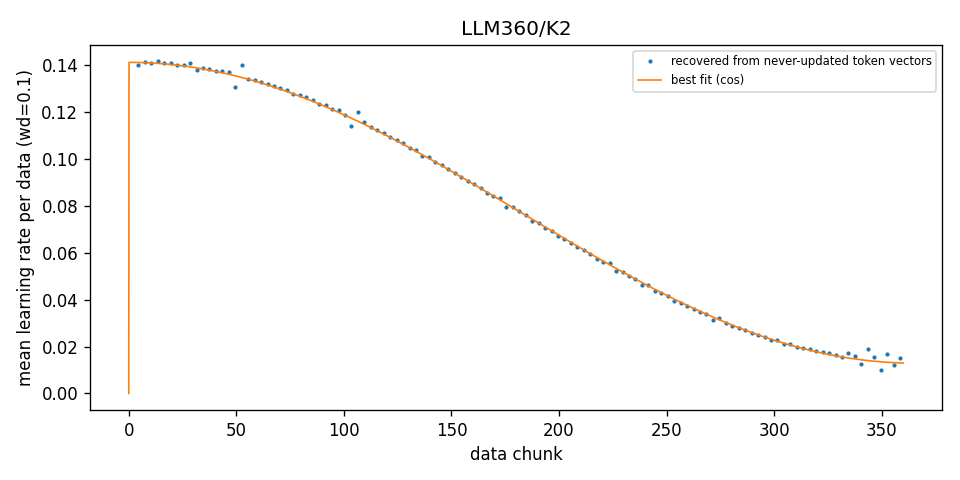 LLM360/K2
recovered from never-updated token vectors
best fit (cos)
mean learning rate per data (wd=0.1)
0.14
0.12
0.10
0.08
0.06
0.04
0.02
0.00
0 50 100 150 200 250 300 350
data chunk